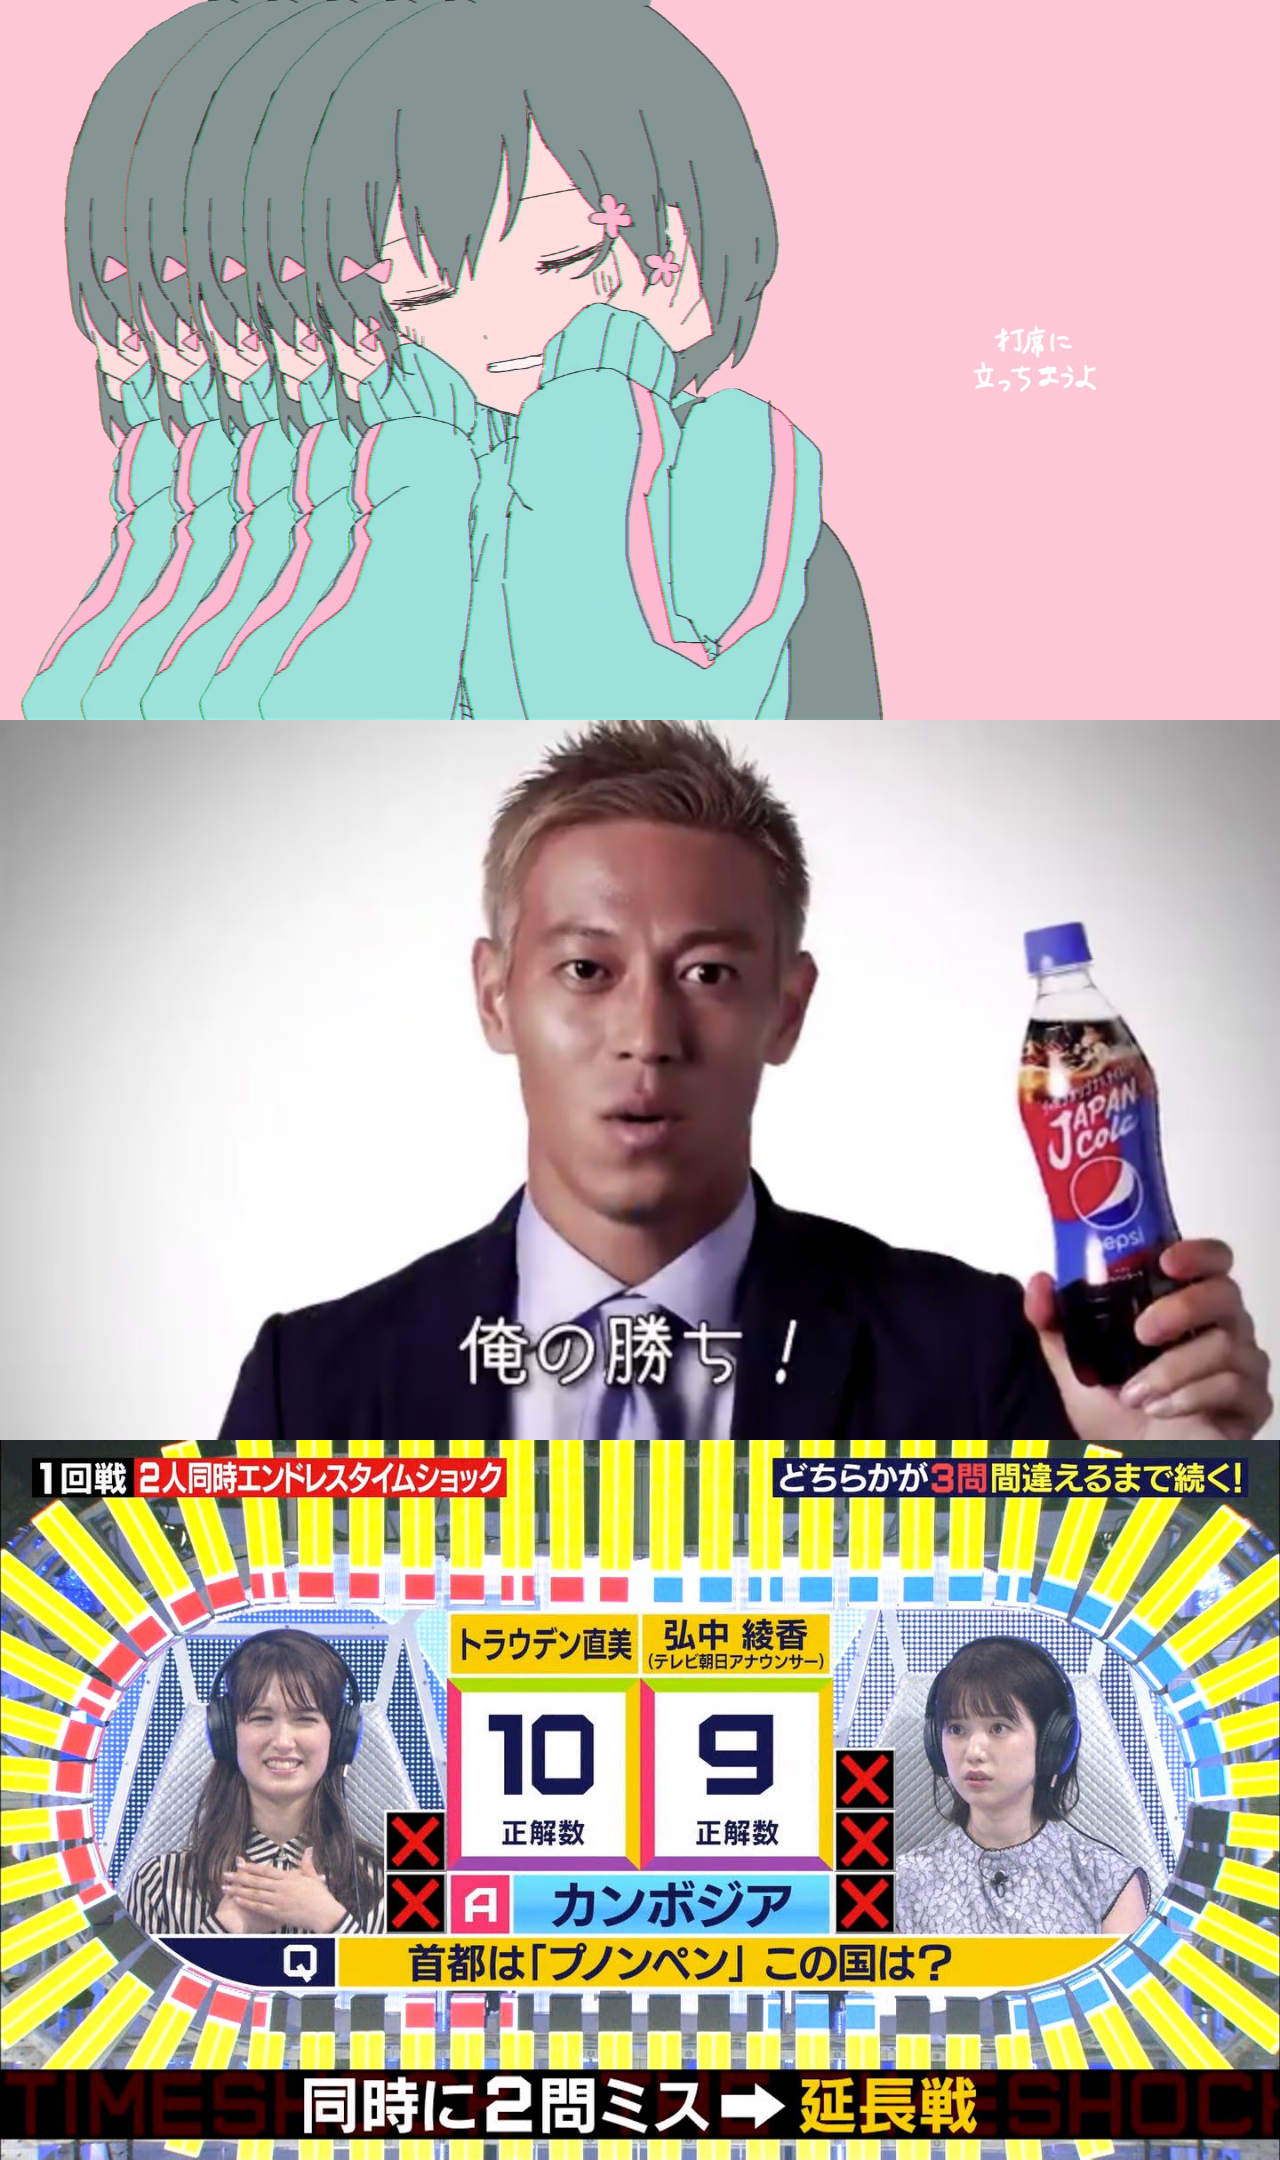 打席に
立っちまうよ
JAPAN
Cola
pepsi
俺の勝ち！
1回戦 2人同時エンドレスタイムショック
どちらかが3問間違えるまで続く！
トラウデン直美
弘中 綾香
(テレビ朝日アナウンサー)
10
正解数
9
正解数
A カンボジア
Q 首都は「プノンペン」この国は？
同時に2問ミス➡延長戦